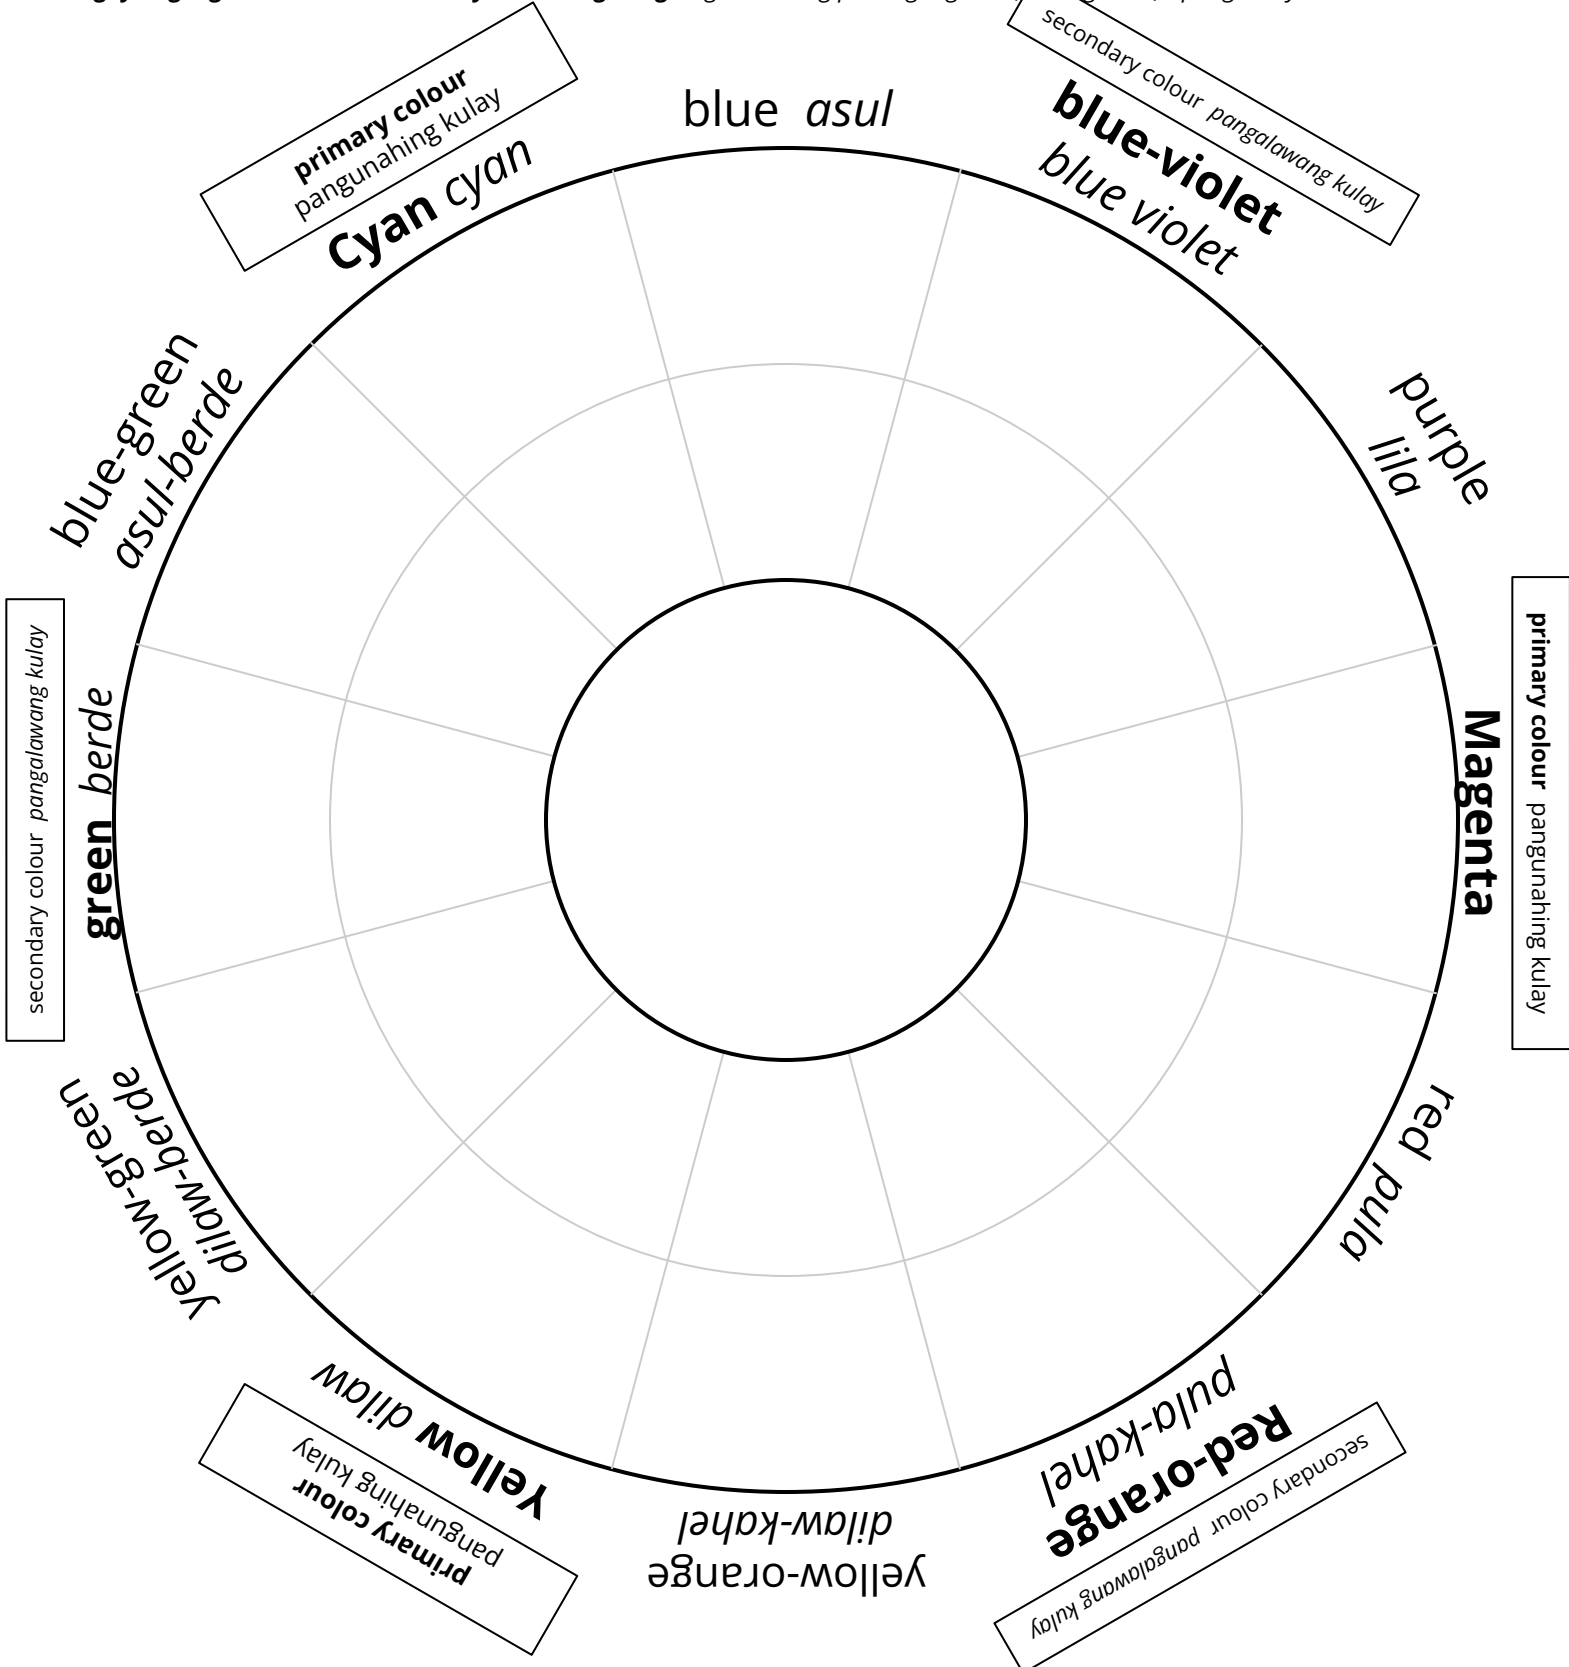 blue asul
secondary colour pangalawang kulay
blue-violet
blue violet
purple
lila
primary colour pangunahing kulay
Magenta
red pula
pula-kahel
Red-orange
secondary colour pangalawang kulay
dilaw-kahel
yellow-orange
Yellow dilaw
pangunahing kulay
primary colour
dilaw-berde
yellow-green
secondary colour pangalawang kulay
green berde
blue-green
asul-berde
primary colour
pangunahing kulay
Cyan cyan